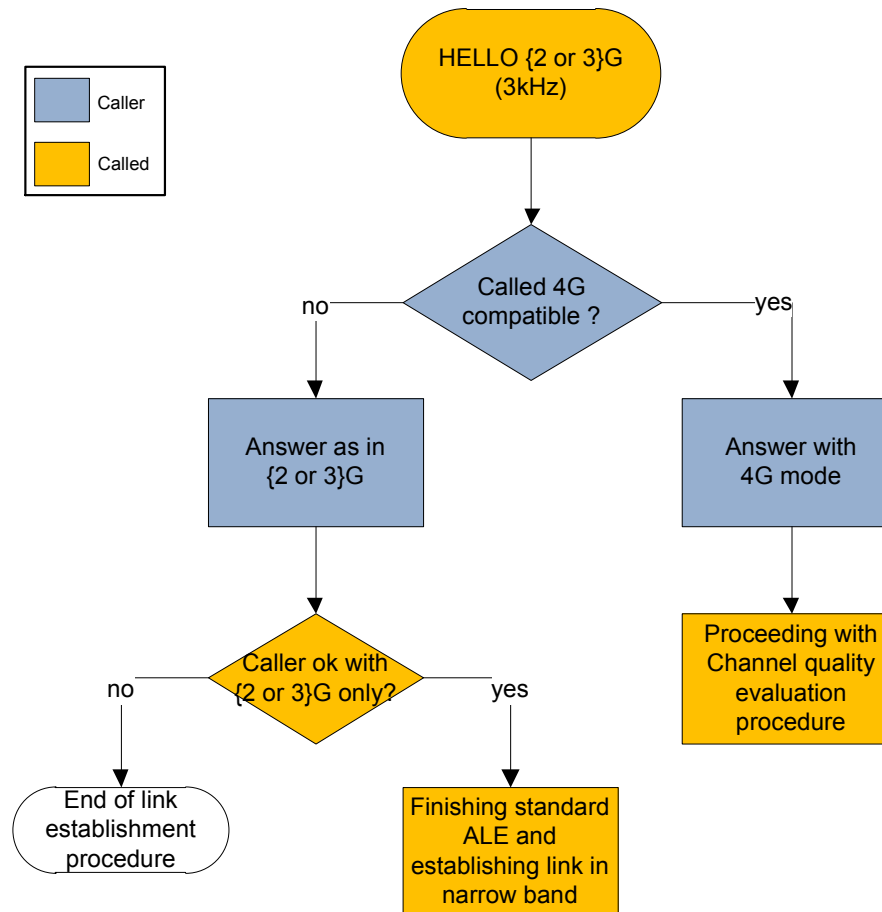 HELLO {2 or 3}G
(3kHz)
Caller
Called
Called 4G
compatible ?
no
yes
Answer as in
{2 or 3}G
Answer with
4G mode
Caller ok with
{2 or 3}G only?
no
yes
Proceeding with
Channel quality
evaluation
procedure
End of link
establishment
procedure
Finishing standard
ALE and
establishing link in
narrow band